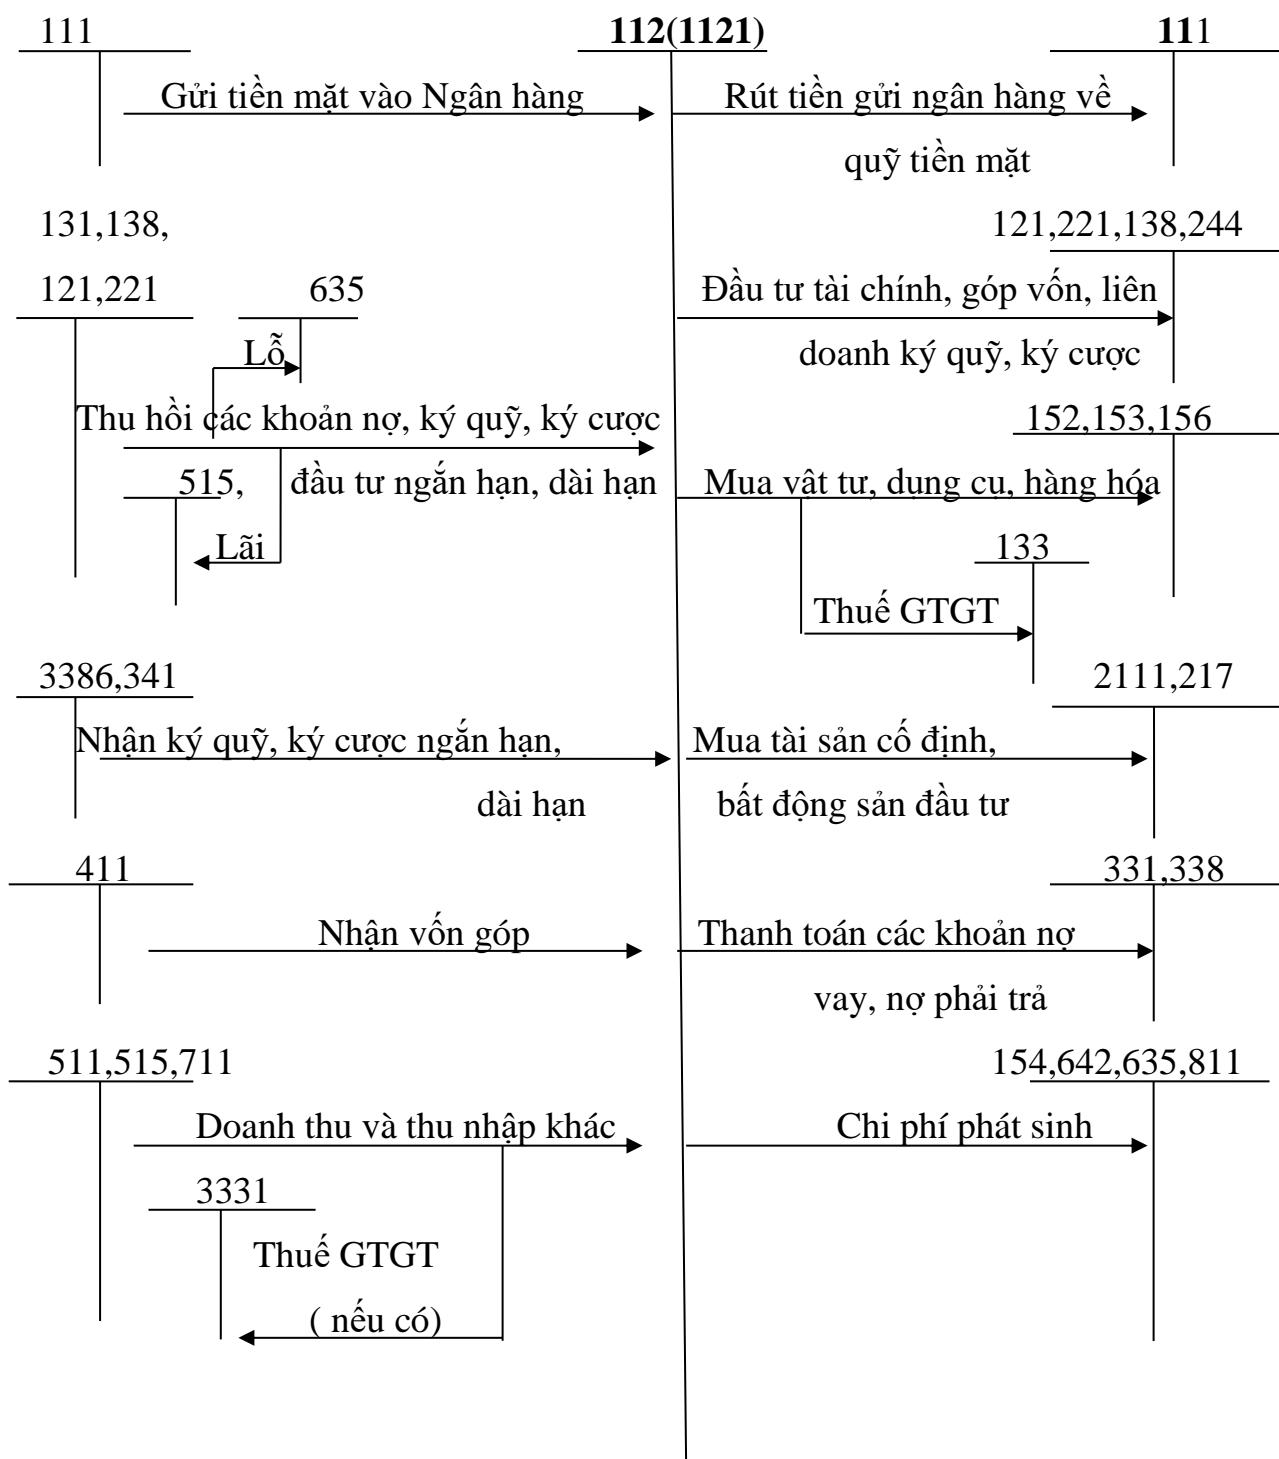 111 112(1121) 111
Gửi tiền mặt vào Ngân hàng Rút tiền gửi ngân hàng về
quỹ tiền mặt
131,138, 121,221,138,244
121,221 635 Đầu tư tài chính, góp vốn, liên
Lỗ doanh ký quỹ, ký cược
Thu hồi các khoản nợ, ký quỹ, ký cược 152,153,156
515, đầu tư ngắn hạn, dài hạn Mua vật tư, dụng cụ, hàng hóa
Lãi 133
Thuế GTGT
3386,341 2111,217
Nhận ký quỹ, ký cược ngắn hạn, Mua tài sản cố định,
dài hạn bất động sản đầu tư
411 331,338
Nhận vốn góp Thanh toán các khoản nợ
vay, nợ phải trả
511,515,711 154,642,635,811
Doanh thu và thu nhập khác Chi phí phát sinh
3331
Thuế GTGT
( nếu có)